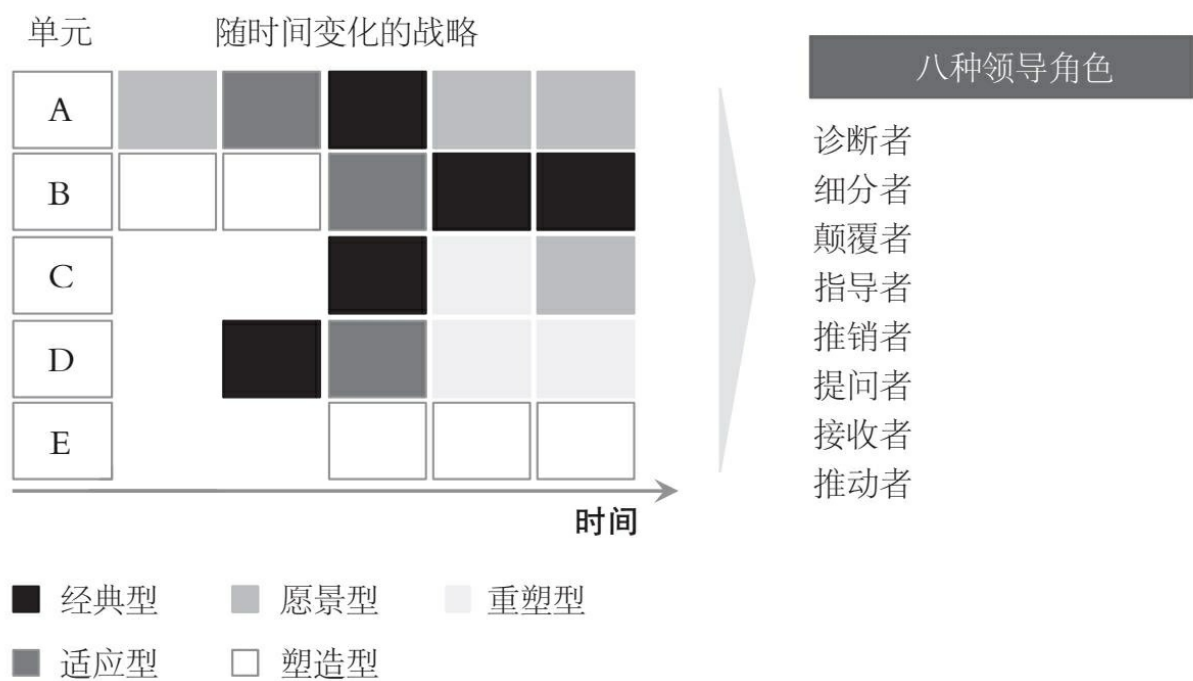 单元
随时间变化的战略
A
B
C
D
E
时间
经典型
愿景型
重塑型
适应型
塑造型
八种领导角色
诊断者
细分者
颠覆者
指导者
推销者
提问者
接收者
推动者